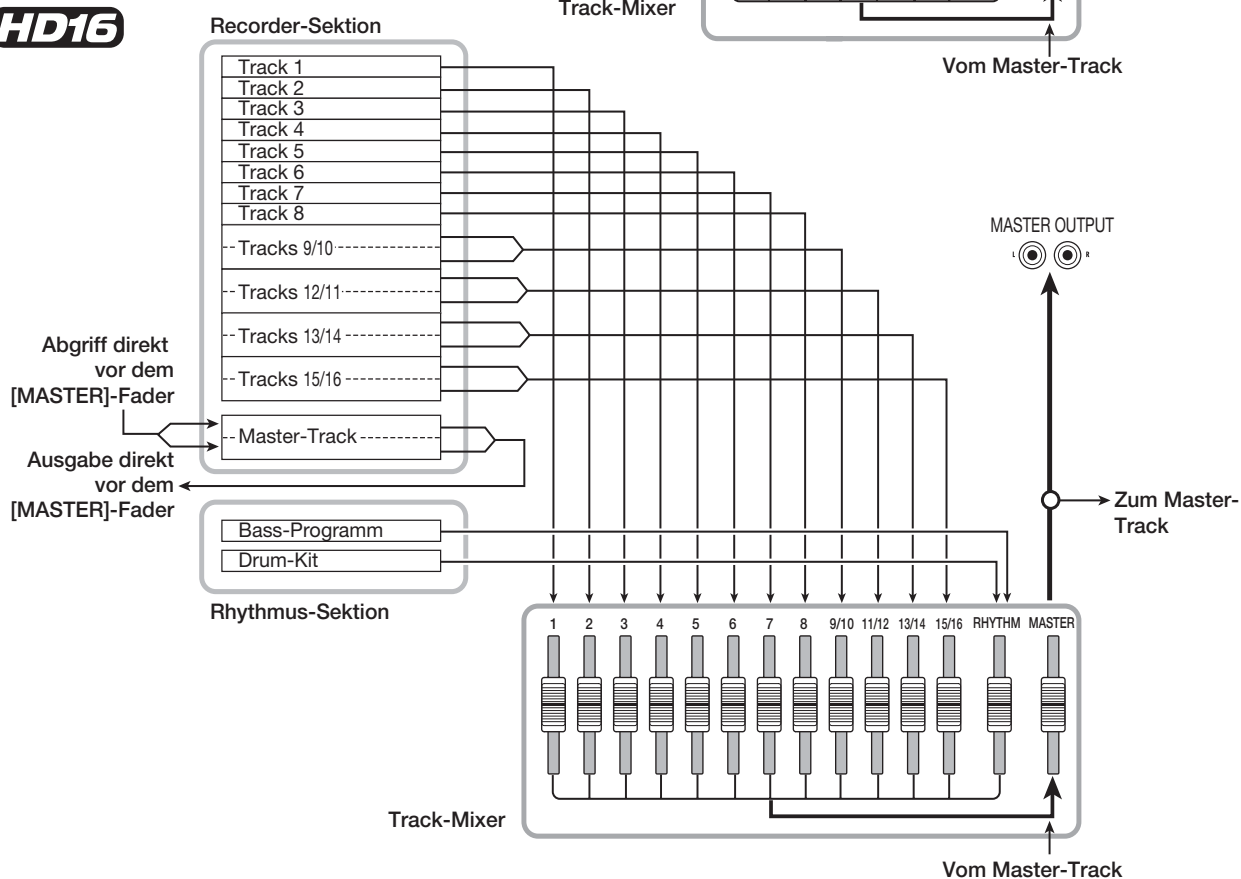 Track-Mixer
Vom Master-Track
HD16
Recorder-Sektion
Track 1
Track 2
Track 3
Track 4
Track 5
Track 6
Track 7
Track 8
Tracks 9/10
Tracks 12/11
Tracks 13/14
Tracks 15/16
Master-Track
Abgriff direkt
vor dem
[MASTER]-Fader
Ausgabe direkt
vor dem
[MASTER]-Fader
Bass-Programm
Drum-Kit
Rhythmus-Sektion
MASTER OUTPUT
L R
Zum Master-
Track
1 2 3 4 5 6 7 8 9/10 11/12 13/14 15/16 RHYTHM MASTER
Track-Mixer
Vom Master-Track